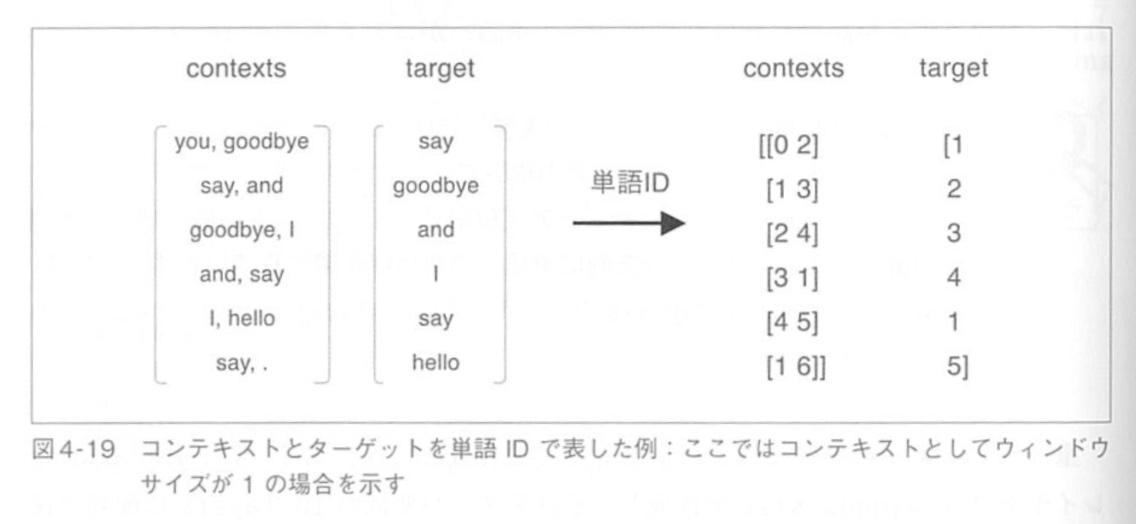 contexts target contexts target
you, goodbye say [[0 2] [1
say, and goodbye [1 3] 2
単語ID
goodbye, I and [2 4] 3
and, say I [3 1] 4
I, hello say [4 5] 1
say, . hello [1 6]] 5]
図4-19 コンテキストとターゲットを単語 ID で表した例：ここではコンテキストとしてウィンドウ
サイズが 1 の場合を示す